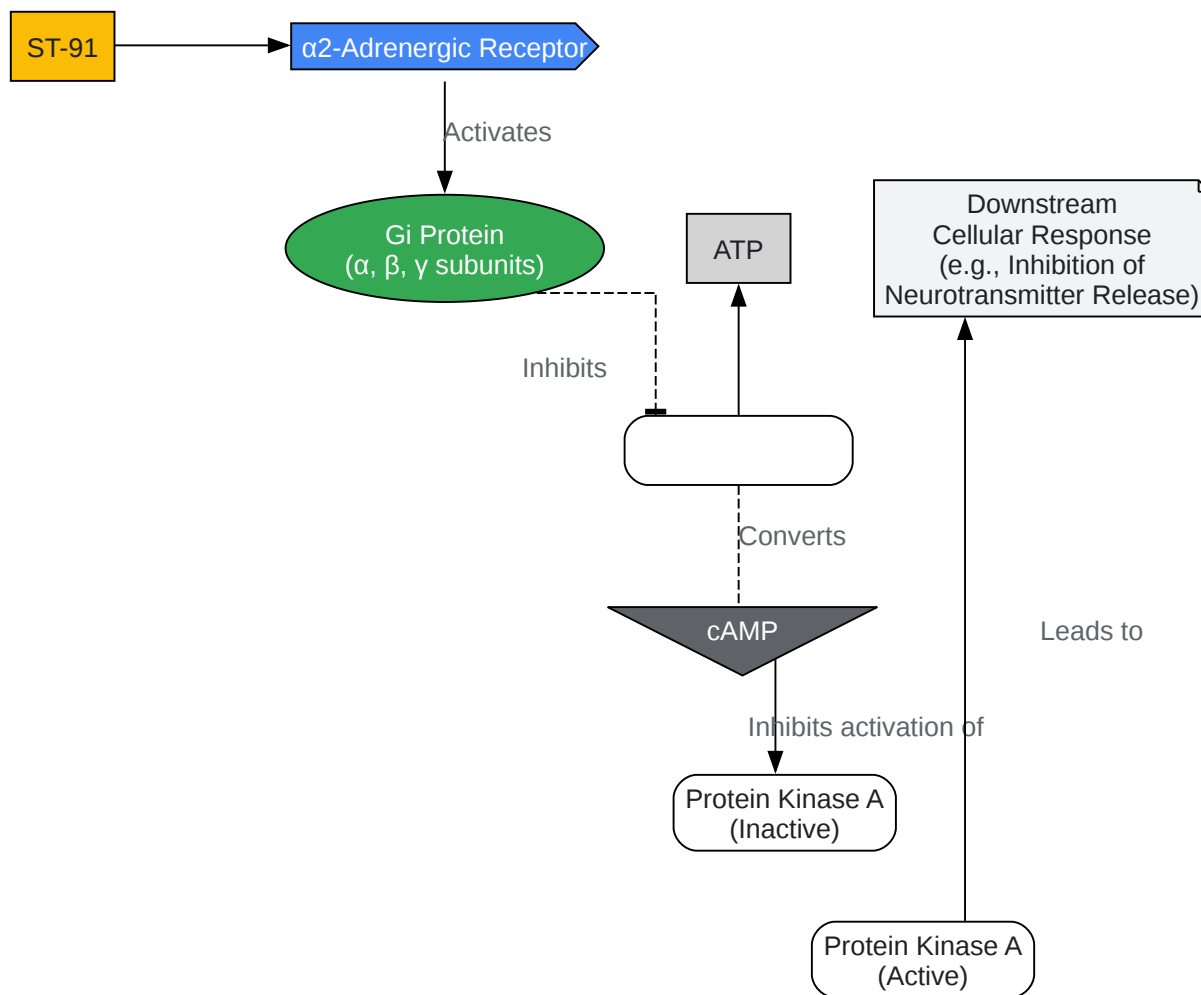 ST-91
α2-Adrenergic Receptor
Activates
Gi Protein
(α, β, γ subunits)
ATP
Downstream
Cellular Response
(e.g., Inhibition of
Neurotransmitter Release)
Inhibits
Converts
cAMP
Leads to
Inhibits activation of
Protein Kinase A
(Inactive)
Protein Kinase A
(Active)